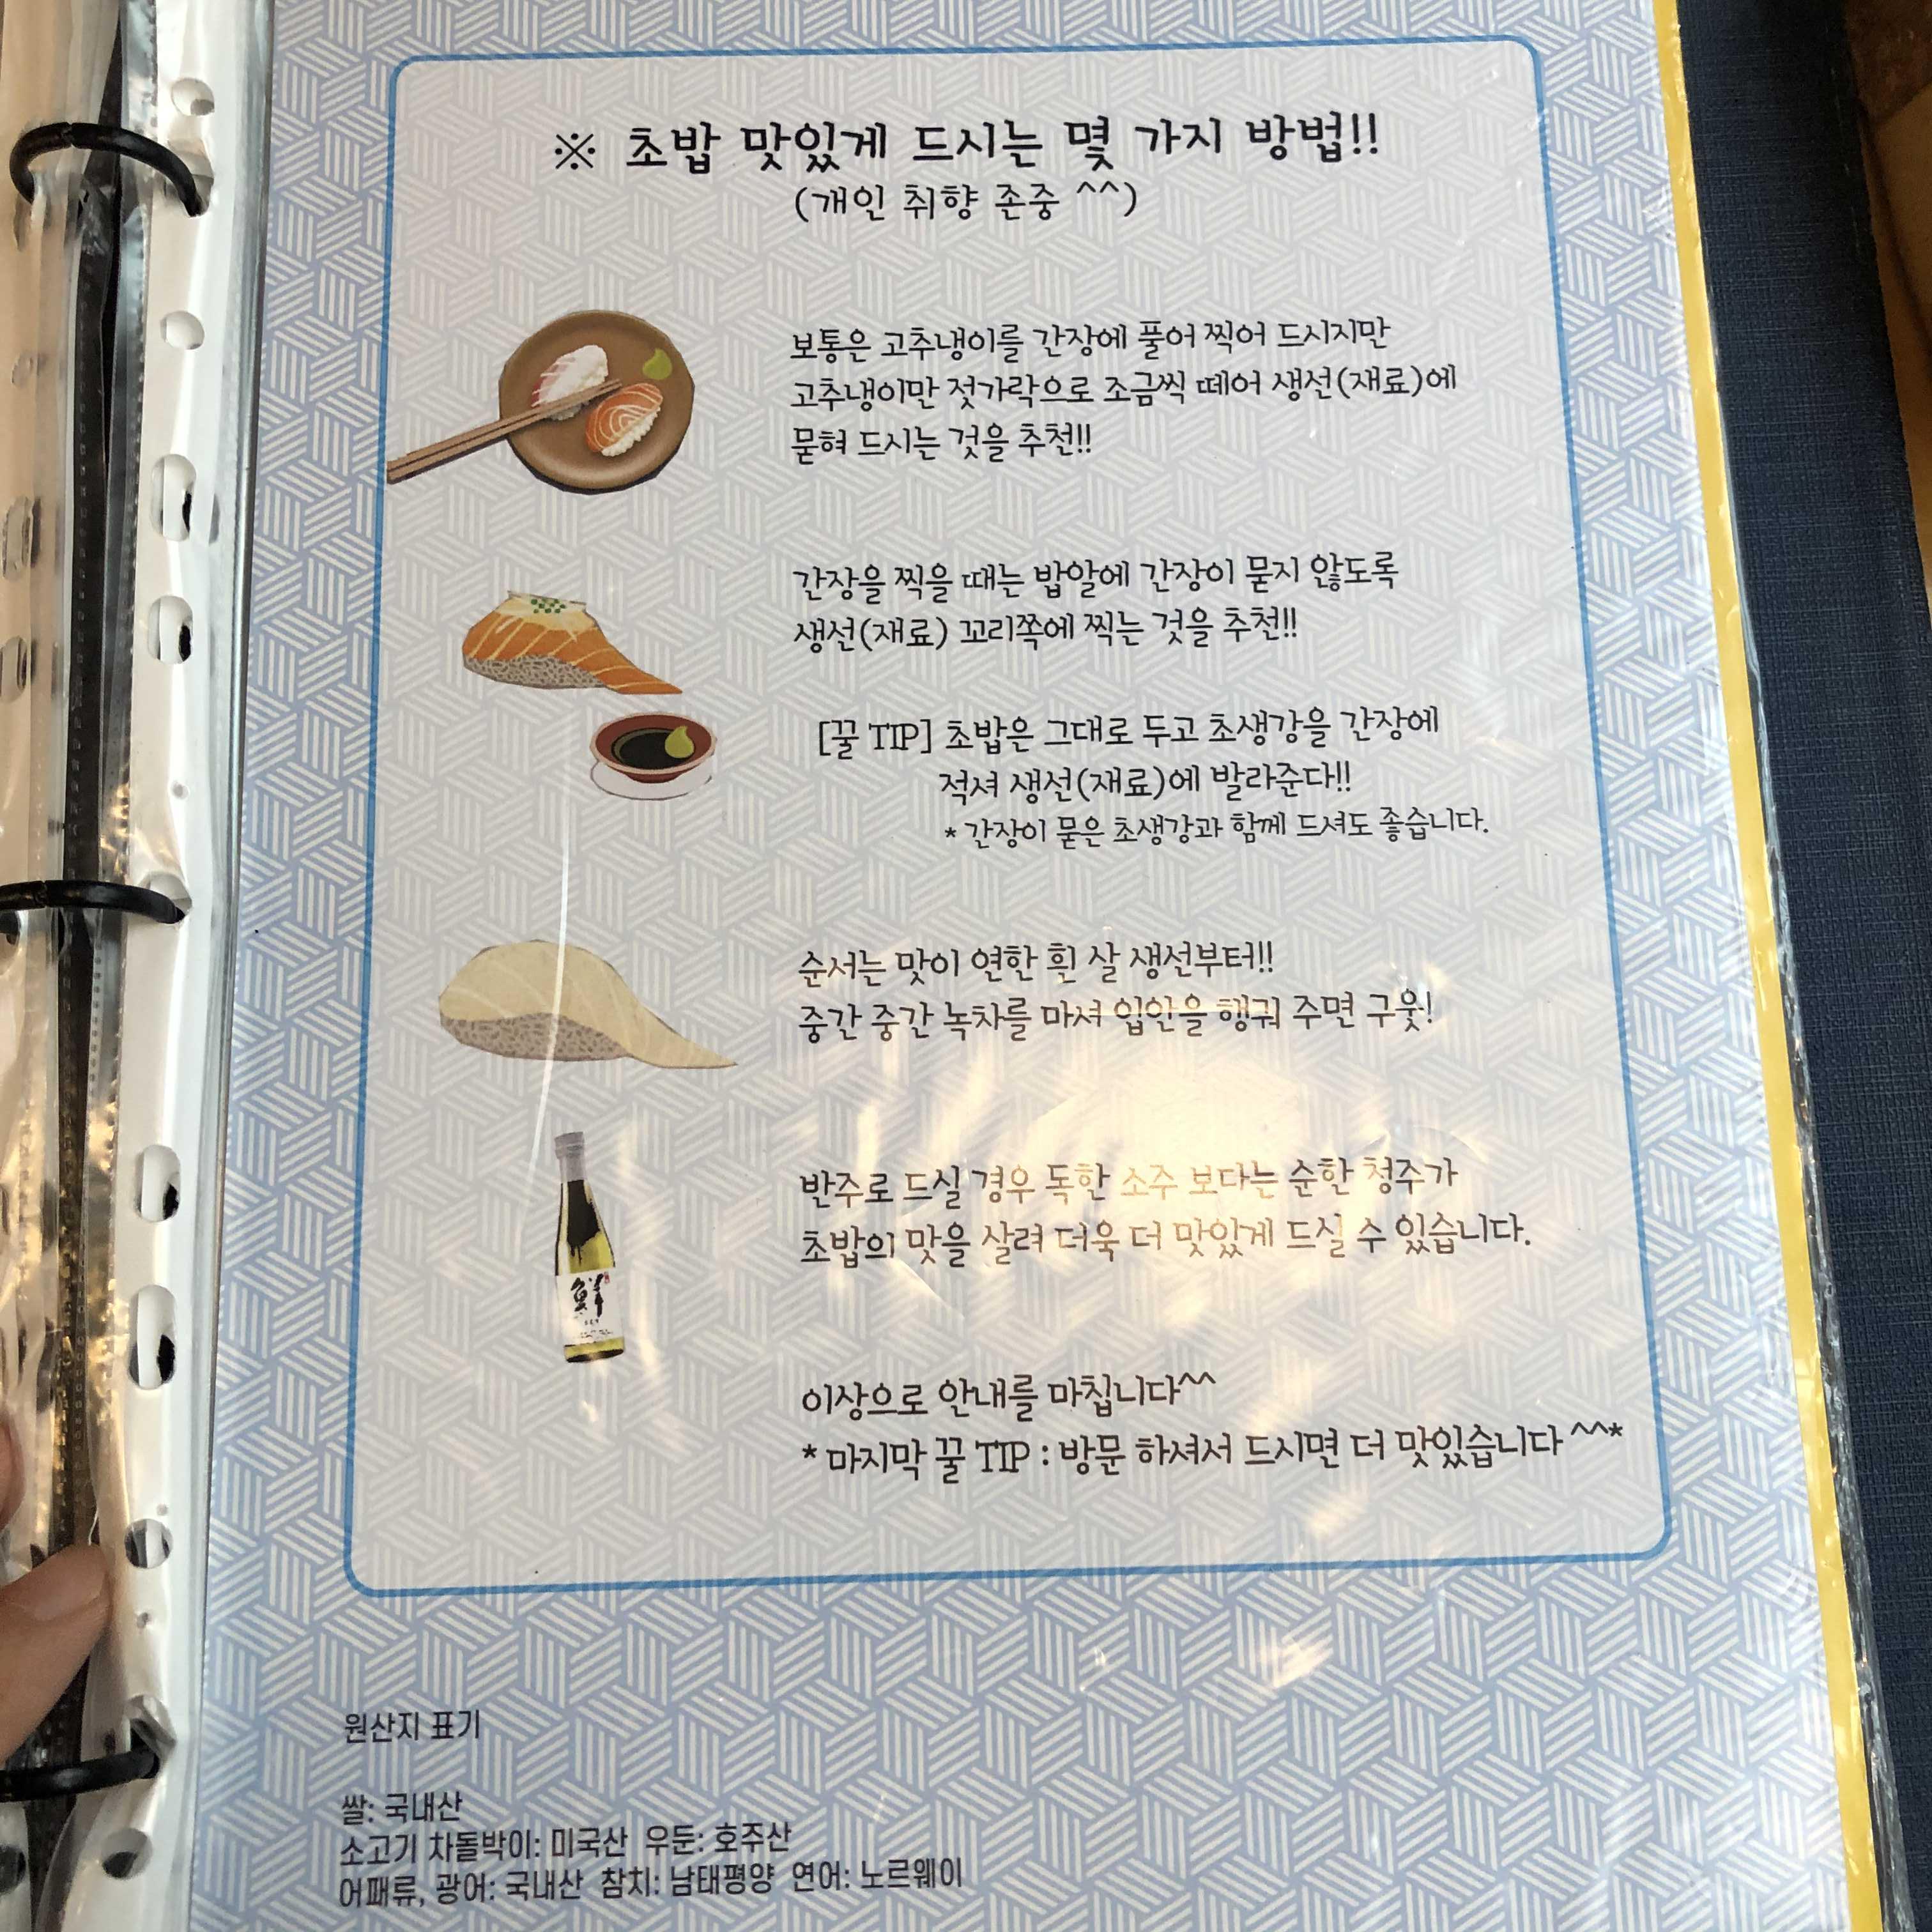 ※ 초밥 맛있게 드시는 몇 가지 방법!!
(개인 취향 존중 ^^)
보통은 고추냉이를 간장에 풀어 찍어 드시지만
고추냉이만 젓가락으로 조금씩 떼어 생선(재료)에
묻혀 드시는 것을 추천!!
간장을 찍을 때는 밥알에 간장이 묻지 않도록
생선(재료) 꼬리쪽에 찍는 것을 추천!!
[꿀 TIP] 초밥은 그대로 두고 초생강을 간장에
적셔 생선(재료)에 발라준다!!
* 간장이 묻은 초생강과 함께 드셔도 좋습니다.
순서는 맛이 연한 흰 살 생선부터!!
중간 중간 녹차를 마셔 입안을 헹궈 주면 구웃!
반주로 드실 경우 독한 소주 보다는 순한 청주가
초밥의 맛을 살려 더욱 더 맛있게 드실 수 있습니다.
鮮
이상으로 안내를 마칩니다^^
* 마지막 꿀 TIP : 방문 하셔서 드시면 더 맛있습니다 ^^*
원산지 표기
쌀: 국내산
소고기 차돌박이: 미국산 우둔: 호주산
어패류, 광어: 국내산 참치: 남태평양 연어: 노르웨이